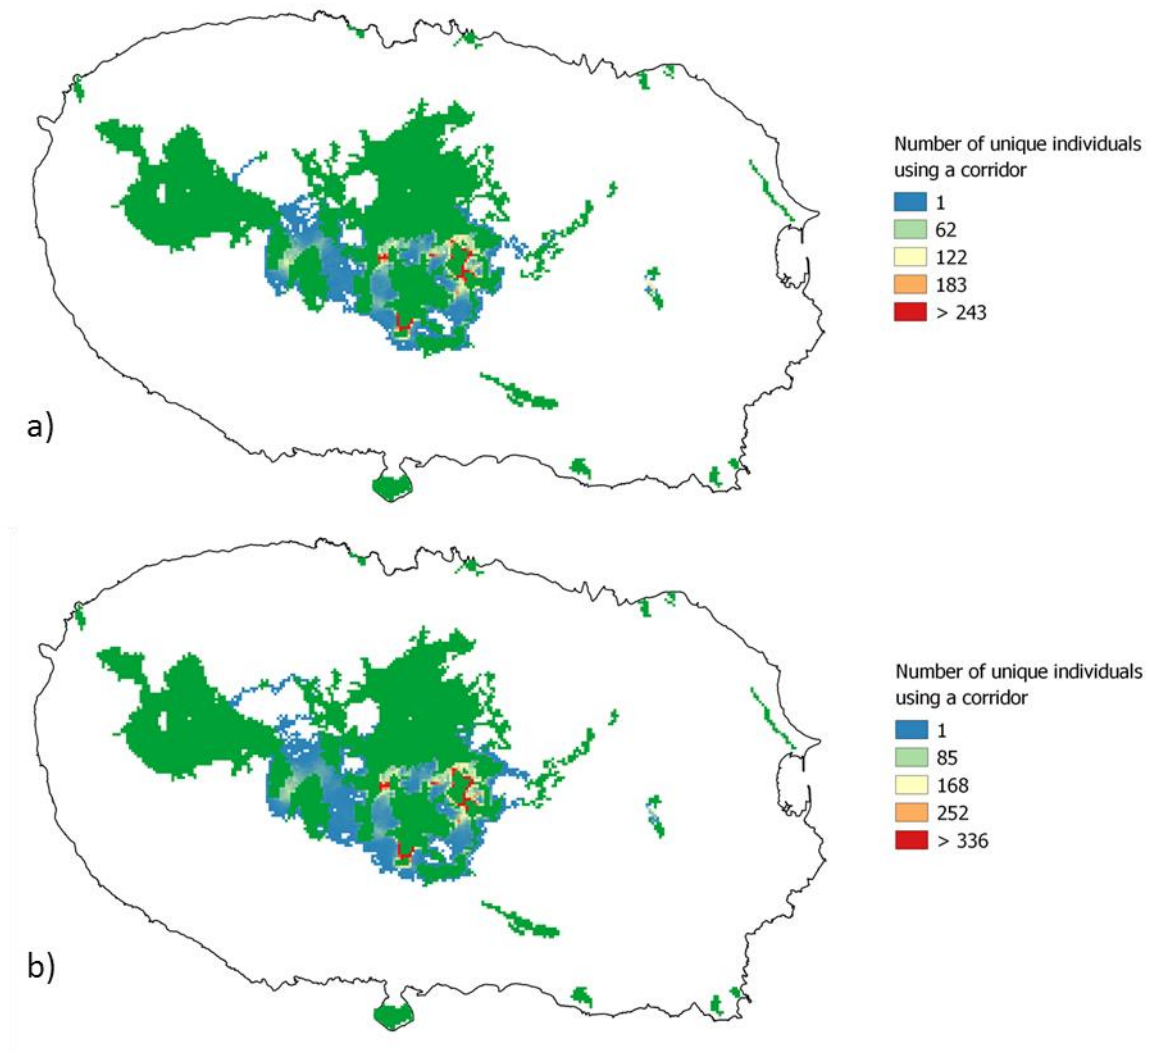 Number of unique individuals
using a corridor
1
62
122
183
> 243
a)
Number of unique individuals
using a corridor
1
85
168
252
> 336
b)